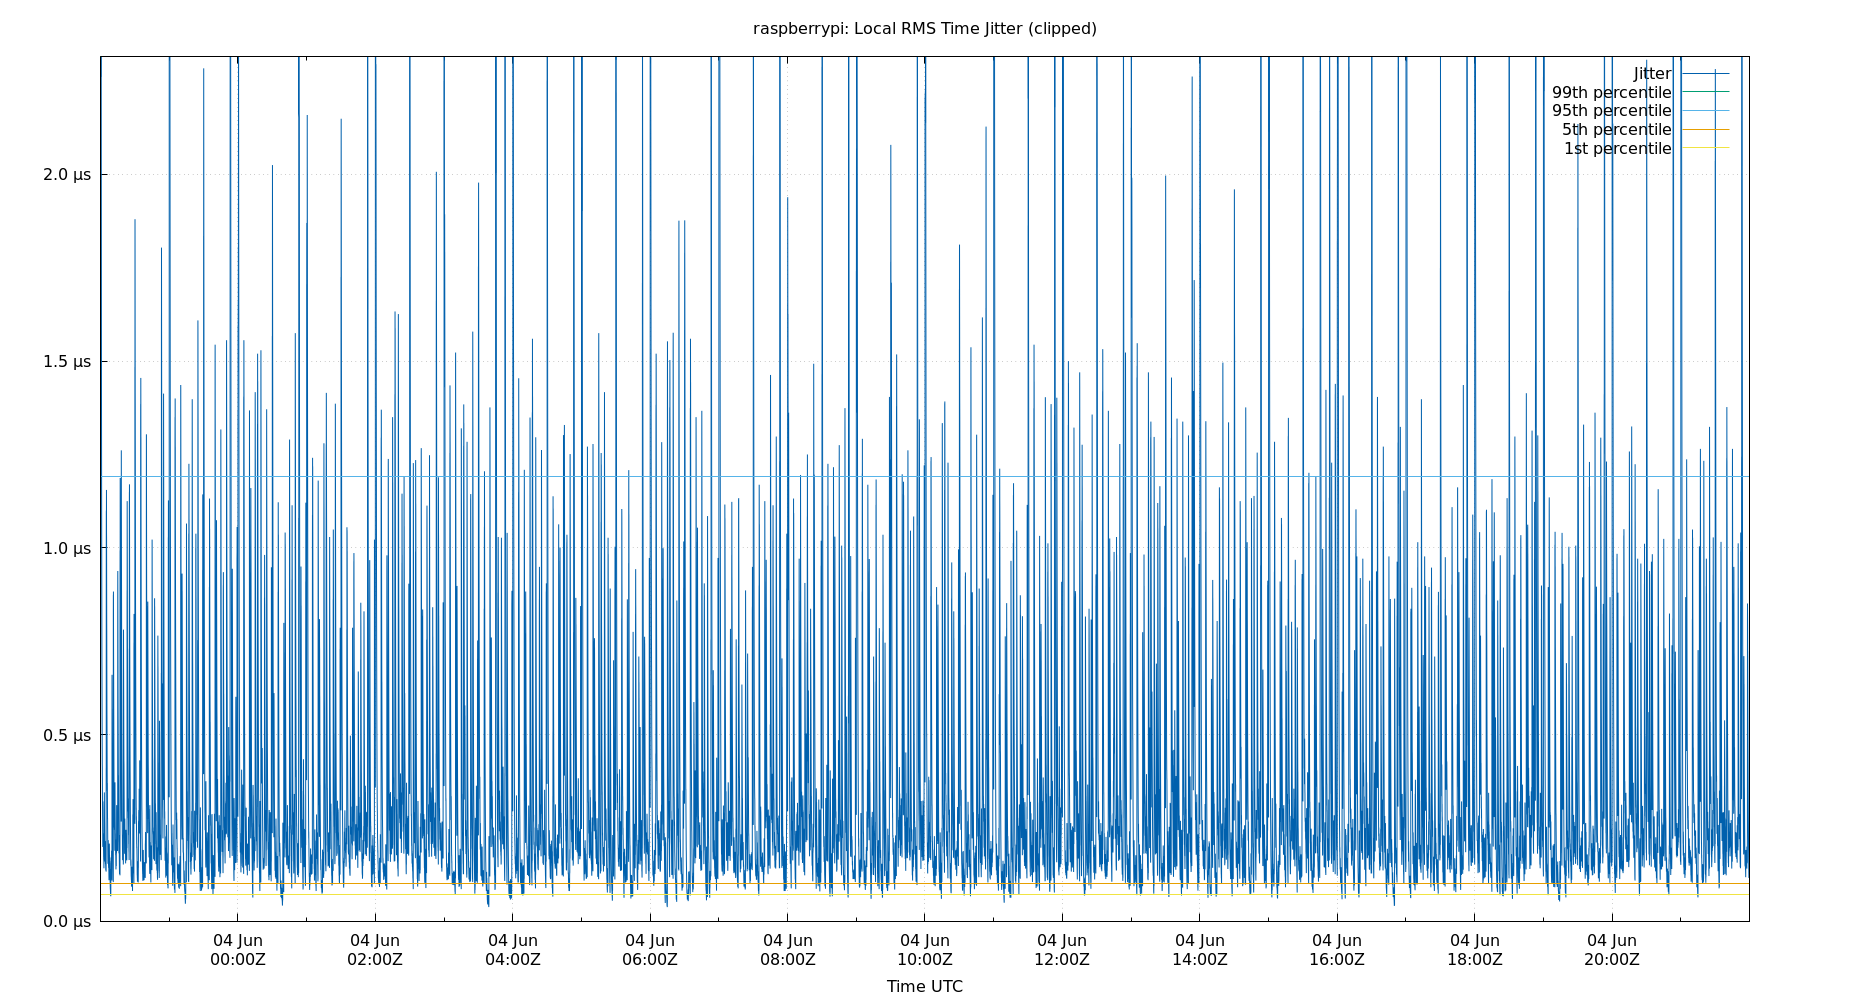 raspberrypi: Local RMS Time Jitter (clipped)
Jitter
99th percentile
95th percentile
5th percentile
1st percentile
2.0 μs
1.5 μs
1.0 μs
0.5 μs
0.0 μs
04 Jun 04 Jun 04 Jun 04 Jun 04 Jun 04 Jun 04 Jun 04 Jun 04 Jun 04 Jun 04 Jun
00:00Z 02:00Z 04:00Z 06:00Z 08:00Z 10:00Z 12:00Z 14:00Z 16:00Z 18:00Z 20:00Z
Time UTC